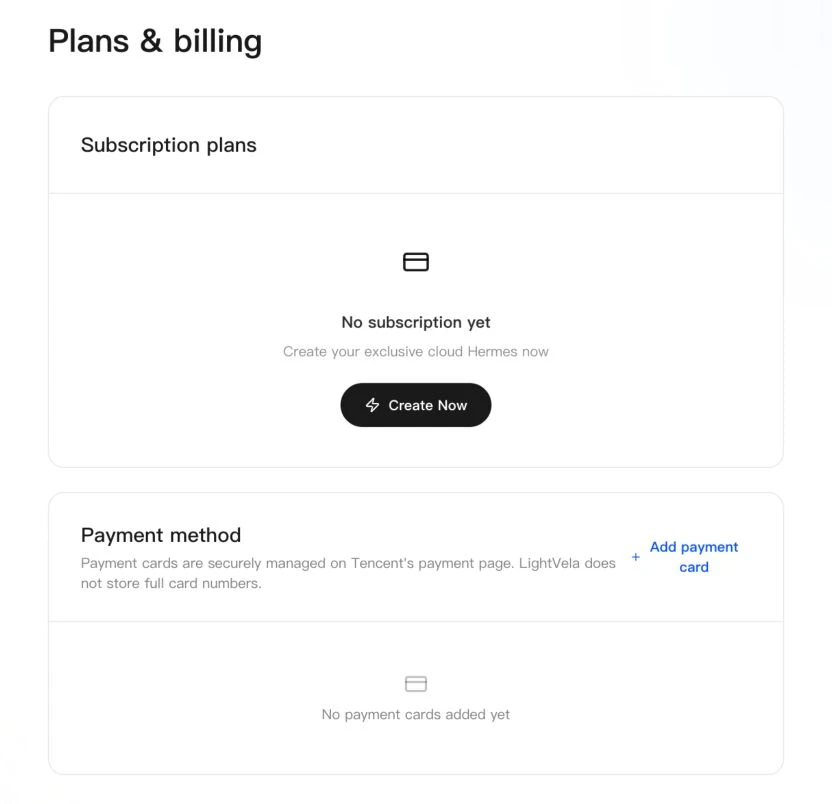 Plans & billing
Subscription plans
No subscription yet
Create your exclusive cloud Hermes now
Create Now
Payment method
Payment cards are securely managed on Tencent's payment page. LightVela does
not store full card numbers.
+ Add payment
card
No payment cards added yet